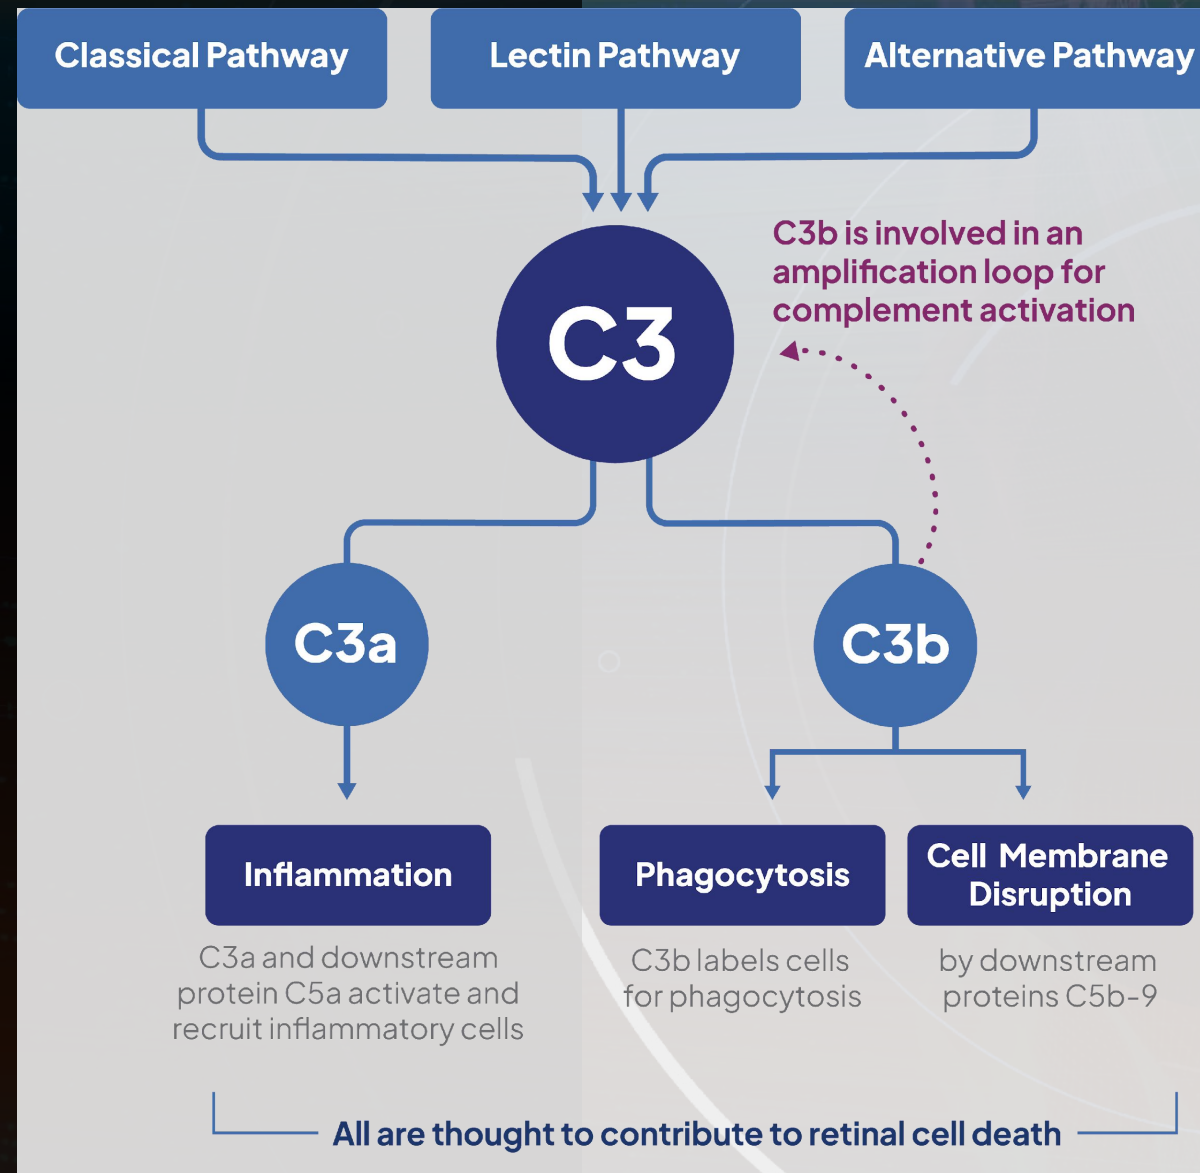 Classical Pathway
Lectin Pathway
Alternative Pathway
C3b is involved in an
amplification loop for
complement activation
C3
C3a
C3b
Inflammation
Phagocytosis
Cell Membrane
Disruption
C3a and downstream
protein C5a activate and
recruit inflammatory cells
C3b labels cells
for phagocytosis
by downstream
proteins C5b-9
All are thought to contribute to retinal cell death